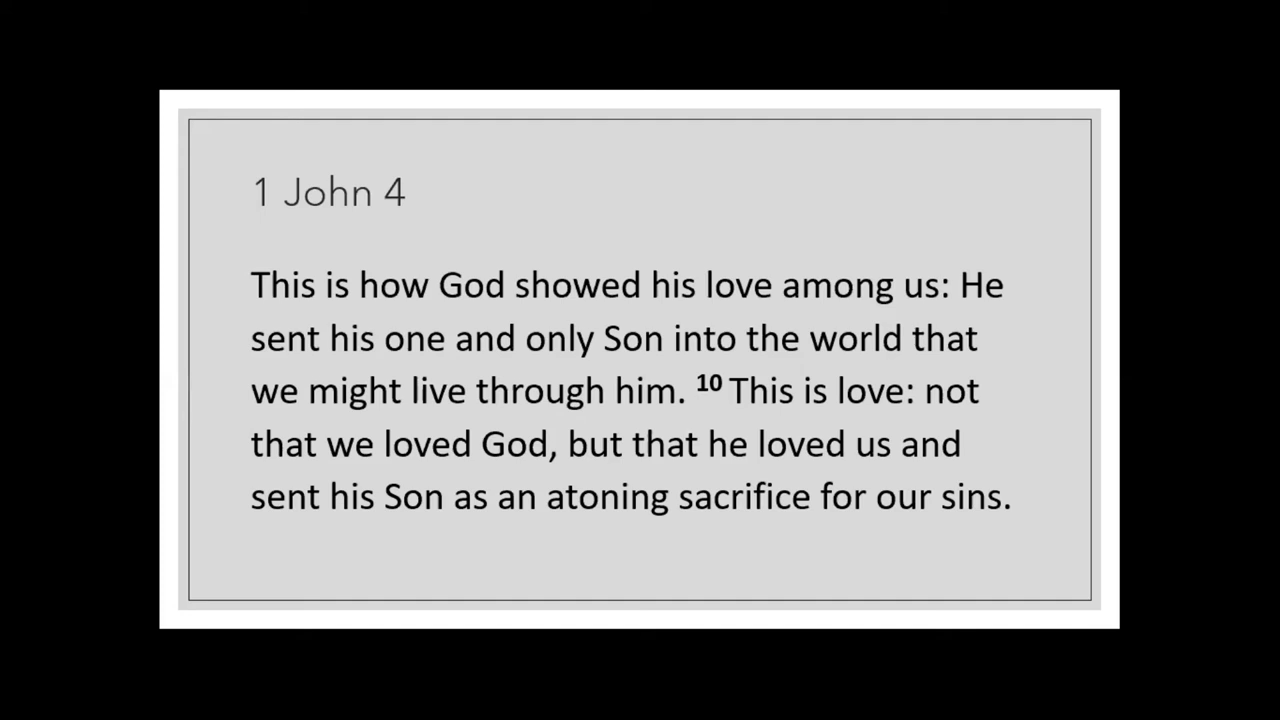 1 John 4
This is how God showed his love among us: He
sent his one and only Son into the world that
we might live through him. 10 This is love: not
that we loved God, but that he loved us and
sent his Son as an atoning sacrifice for our sins.